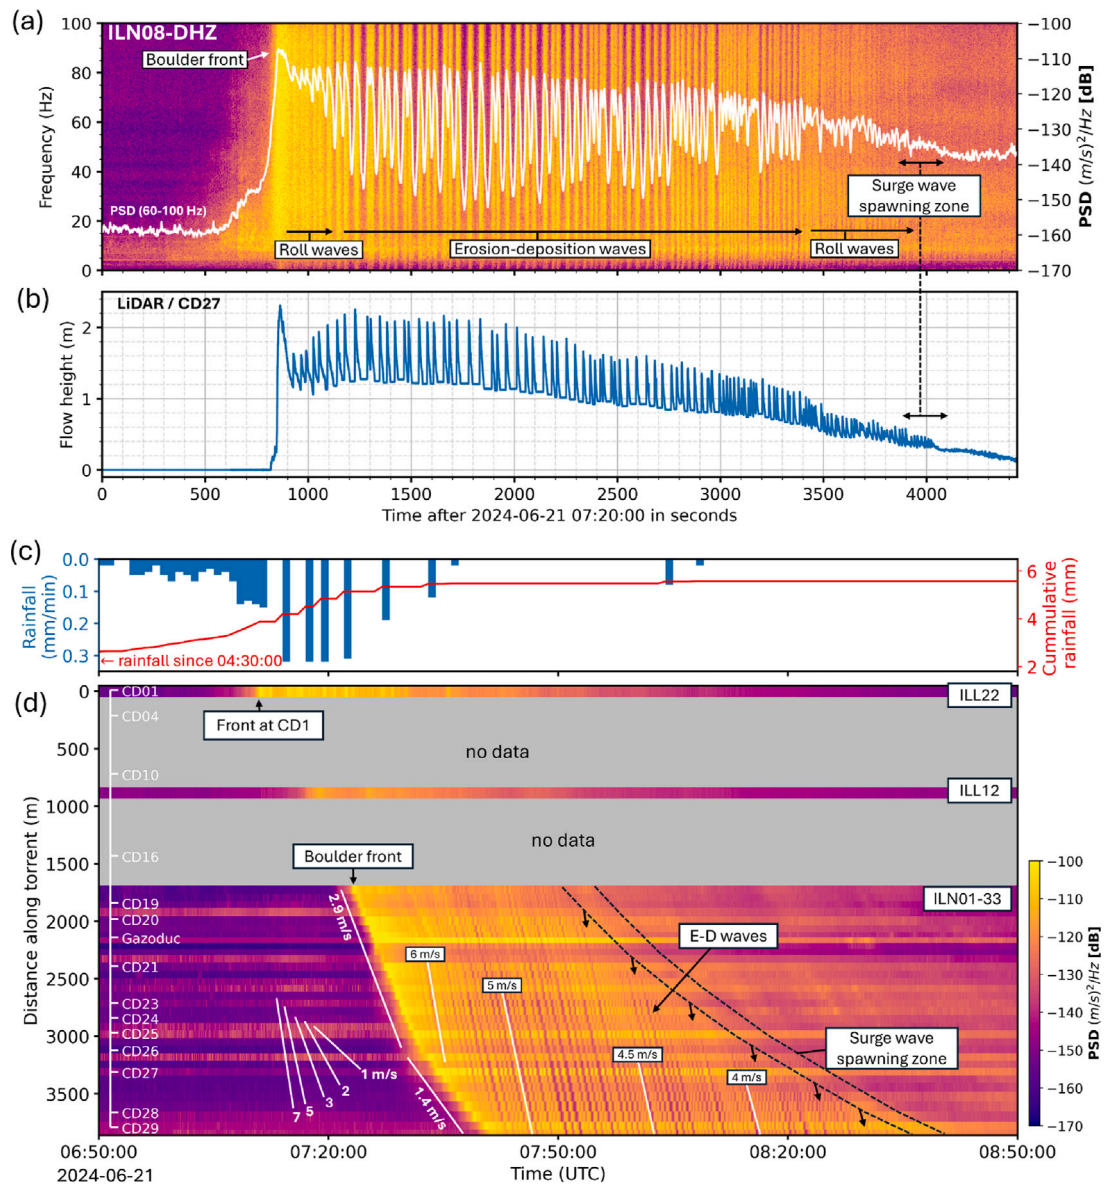 (a)
ILN08-DHZ
Boulder front
PSD (60-100 Hz)
Roll waves
Erosion-deposition waves
Roll waves
Surge wave
spawning zone
Frequency (Hz)
100
80
60
40
20
0
−100
−110
−120
−130
−140
−150
−160
−170
PSD (m/s)²/Hz [dB]
(b)
LiDAR / CD27
Flow height (m)
2
1
0
0
500
1000
1500
2000
2500
3000
3500
4000
Time after 2024-06-21 07:20:00 in seconds
(c)
Rainfall
(mm/min)
0.0
0.1
0.2
0.3
← rainfall since 04:30:00
6
4
2
Cummulative
rainfall (mm)
(d)
Distance along torrent (m)
0
500
1000
1500
2000
2500
3000
3500
CD01
CD04
CD10
CD16
CD19
CD20
Gazoduc
CD21
CD23
CD24
CD25
CD26
CD27
CD28
CD29
Front at CD1
ILL22
no data
ILL12
no data
Boulder front
ILN01-33
2.9 m/s
6 m/s
5 m/s
E-D waves
1 m/s
2
3
5
7
1.4 m/s
4.5 m/s
4 m/s
Surge wave
spawning zone
−100
−110
−120
−130
−140
−150
−160
−170
PSD (m/s)²/Hz [dB]
06:50:00
07:20:00
07:50:00
08:20:00
08:50:00
2024-06-21
Time (UTC)